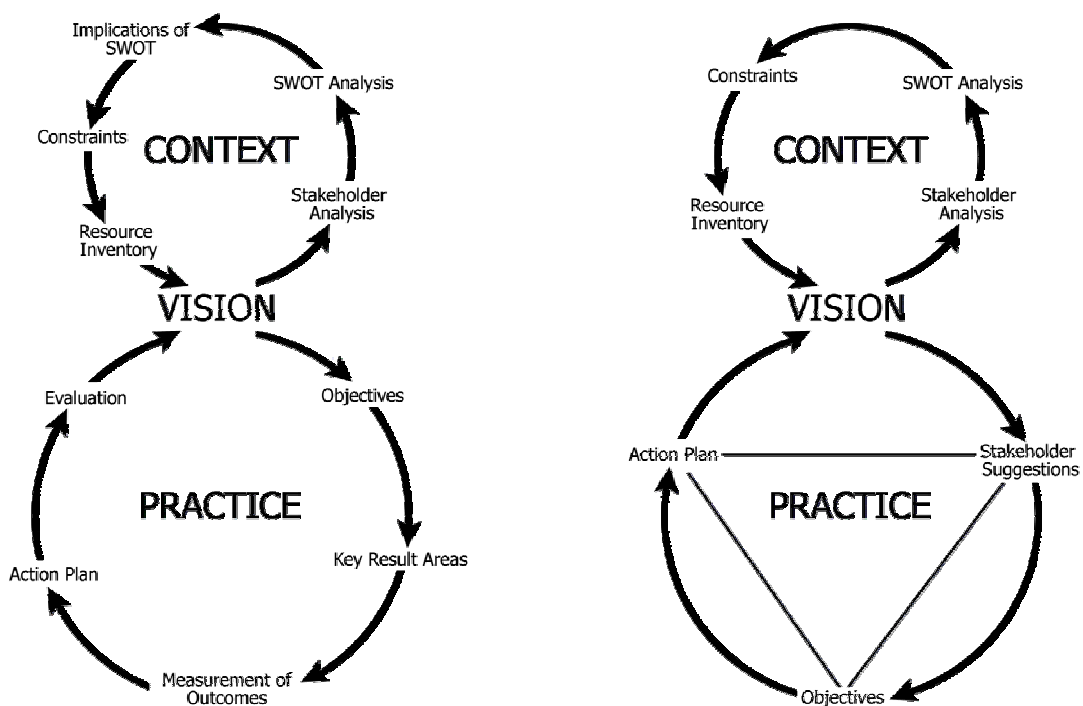 Implications of
SWOT
SWOT Analysis
Constraints
CONTEXT
Stakeholder
Analysis
Resource
Inventory
VISION
Evaluation
Objectives
PRACTICE
Key Result Areas
Action Plan
Measurement of
Outcomes
Constraints
SWOT Analysis
CONTEXT
Resource
Inventory
Stakeholder
Analysis
VISION
Action Plan
Stakeholder
Suggestions
PRACTICE
Objectives